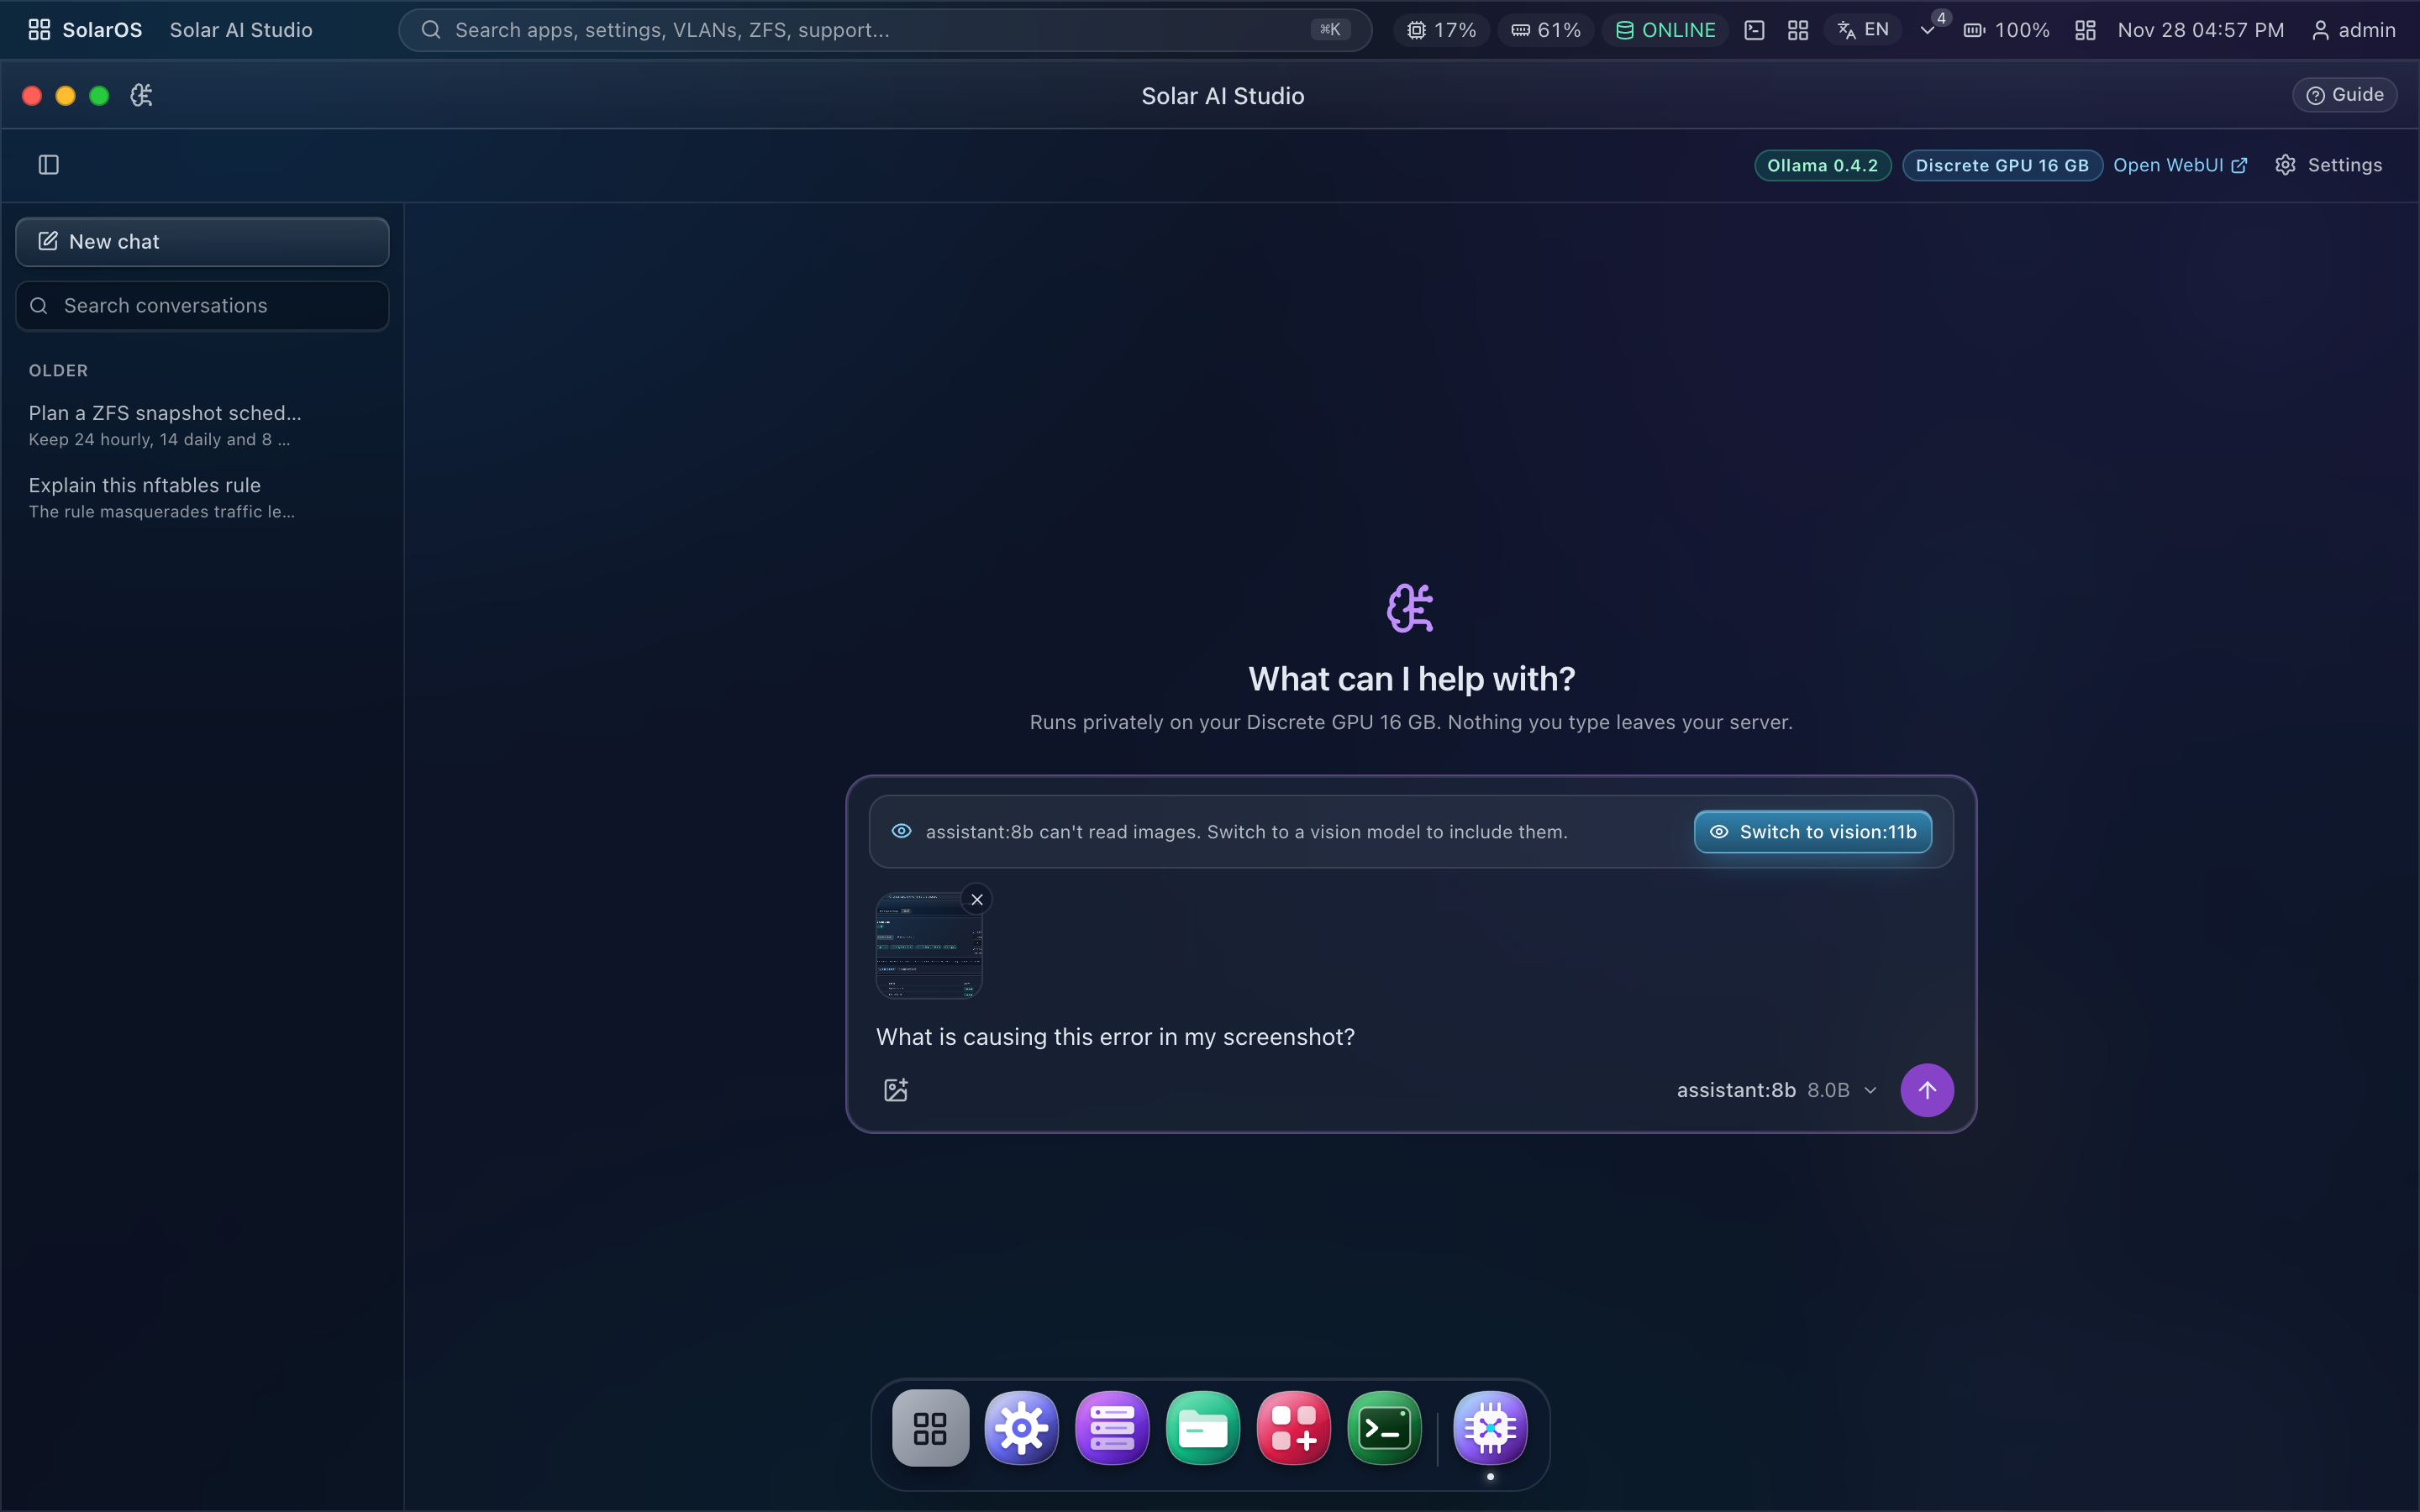 SolarOS Solar AI Studio Search apps, settings, VLANs, ZFS, support... ⌘K 17% 61% ONLINE EN 4 100% Nov 28 04:57 PM admin
Solar AI Studio Guide
Ollama 0.4.2 Discrete GPU 16 GB Open WebUI Settings
New chat
Search conversations
OLDER
Plan a ZFS snapshot sched...
Keep 24 hourly, 14 daily and 8 ...
Explain this nftables rule
The rule masquerades traffic le...
What can I help with?
Runs privately on your Discrete GPU 16 GB. Nothing you type leaves your server.
assistant:8b can't read images. Switch to a vision model to include them. Switch to vision:11b
What is causing this error in my screenshot?
assistant:8b 8.0B